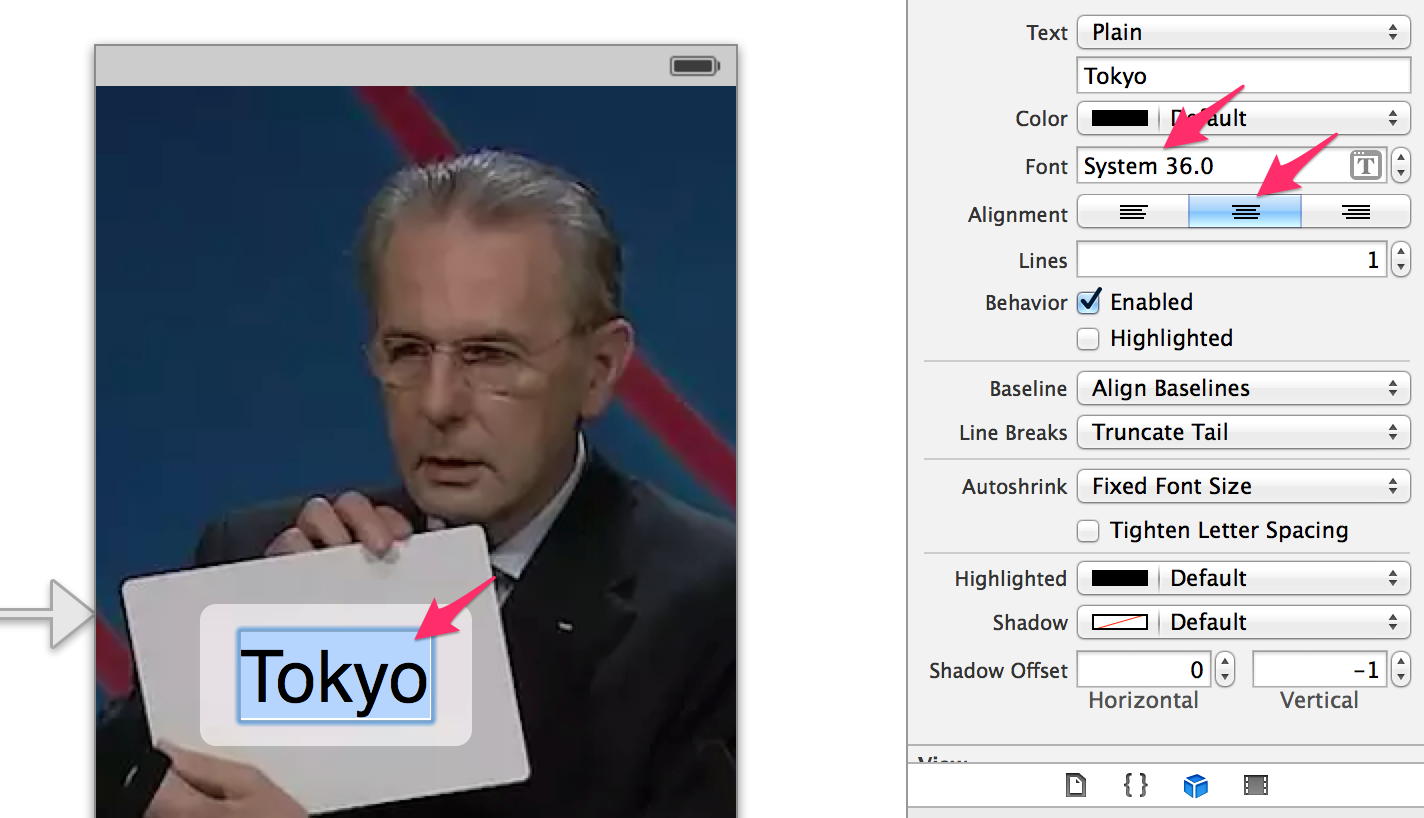 Tokyo
Text Plain
Tokyo
Color Default
Font System 36.0 T
Alignment
Lines 1
Behavior Enabled
Highlighted
Baseline Align Baselines
Line Breaks Truncate Tail
Autoshrink Fixed Font Size
Tighten Letter Spacing
Highlighted Default
Shadow Default
Shadow Offset 0 -1
Horizontal Vertical
View
{ }